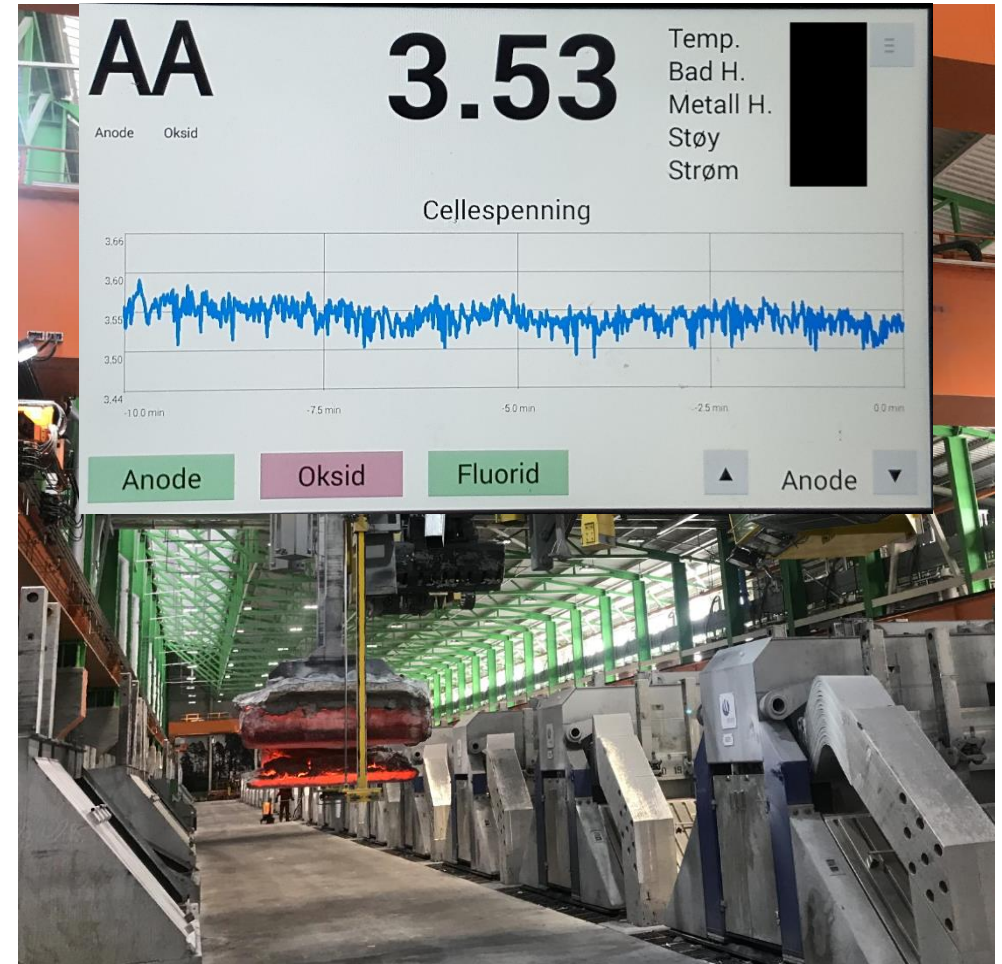 AA
Anode Oksid
3.53
Temp.
Bad H.
Metall H.
Støy
Strøm
Cellespenning
3.66
3.60
3.55
3.50
3.44
-10.0 min -7.5 min -5.0 min -2.5 min 0.0 min
Anode Oksid Fluorid ▲ Anode ▼